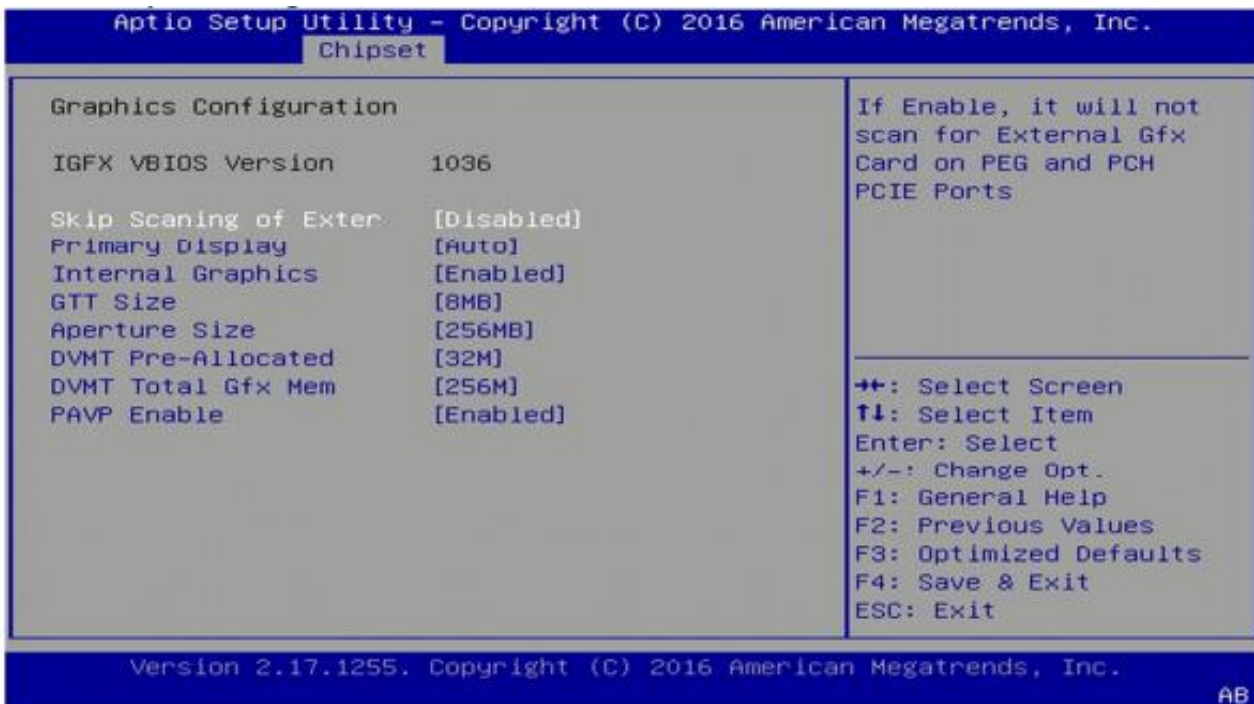 Aptio Setup Utility – Copyright (C) 2016 American Megatrends, Inc.
Chipset
Graphics Configuration
IGFX VBIOS Version 1036
Skip Scaning of Exter [Disabled]
Primary Display [Auto]
Internal Graphics [Enabled]
GTT Size [8MB]
Aperture Size [256MB]
DVMT Pre-Allocated [32M]
DVMT Total Gfx Mem [256M]
PAVP Enable [Enabled]
If Enable, it will not
scan for External Gfx
Card on PEG and PCH
PCIE Ports
→←: Select Screen
↑↓: Select Item
Enter: Select
+/-: Change Opt.
F1: General Help
F2: Previous Values
F3: Optimized Defaults
F4: Save & Exit
ESC: Exit
Version 2.17.1255. Copyright (C) 2016 American Megatrends, Inc.
AB